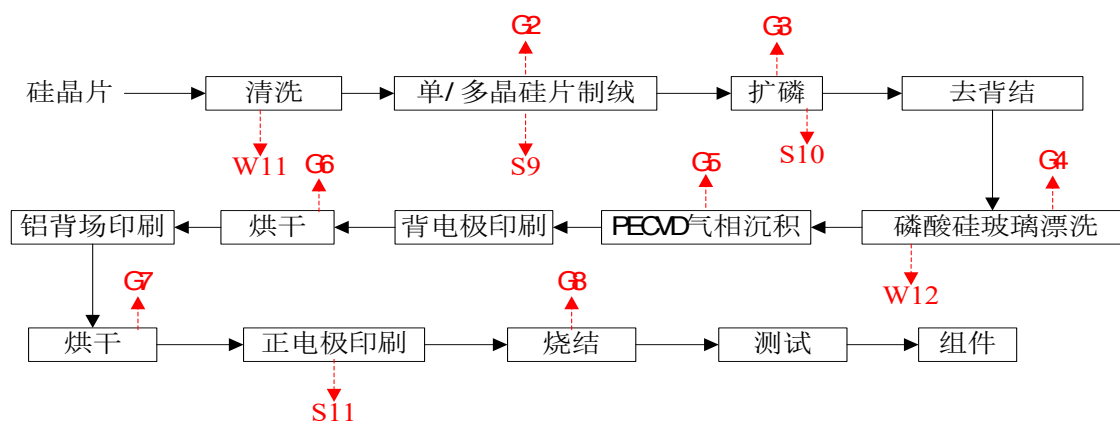 G2
G3
硅晶片
清洗
单/多晶硅片制绒
扩磷
去背结
W11
S9
S10
G6
G5
G4
铝背场印刷
烘干
背电极印刷
PECVD气相沉积
磷酸硅玻璃漂洗
W12
G7
G8
烘干
正电极印刷
烧结
测试
组件
S11